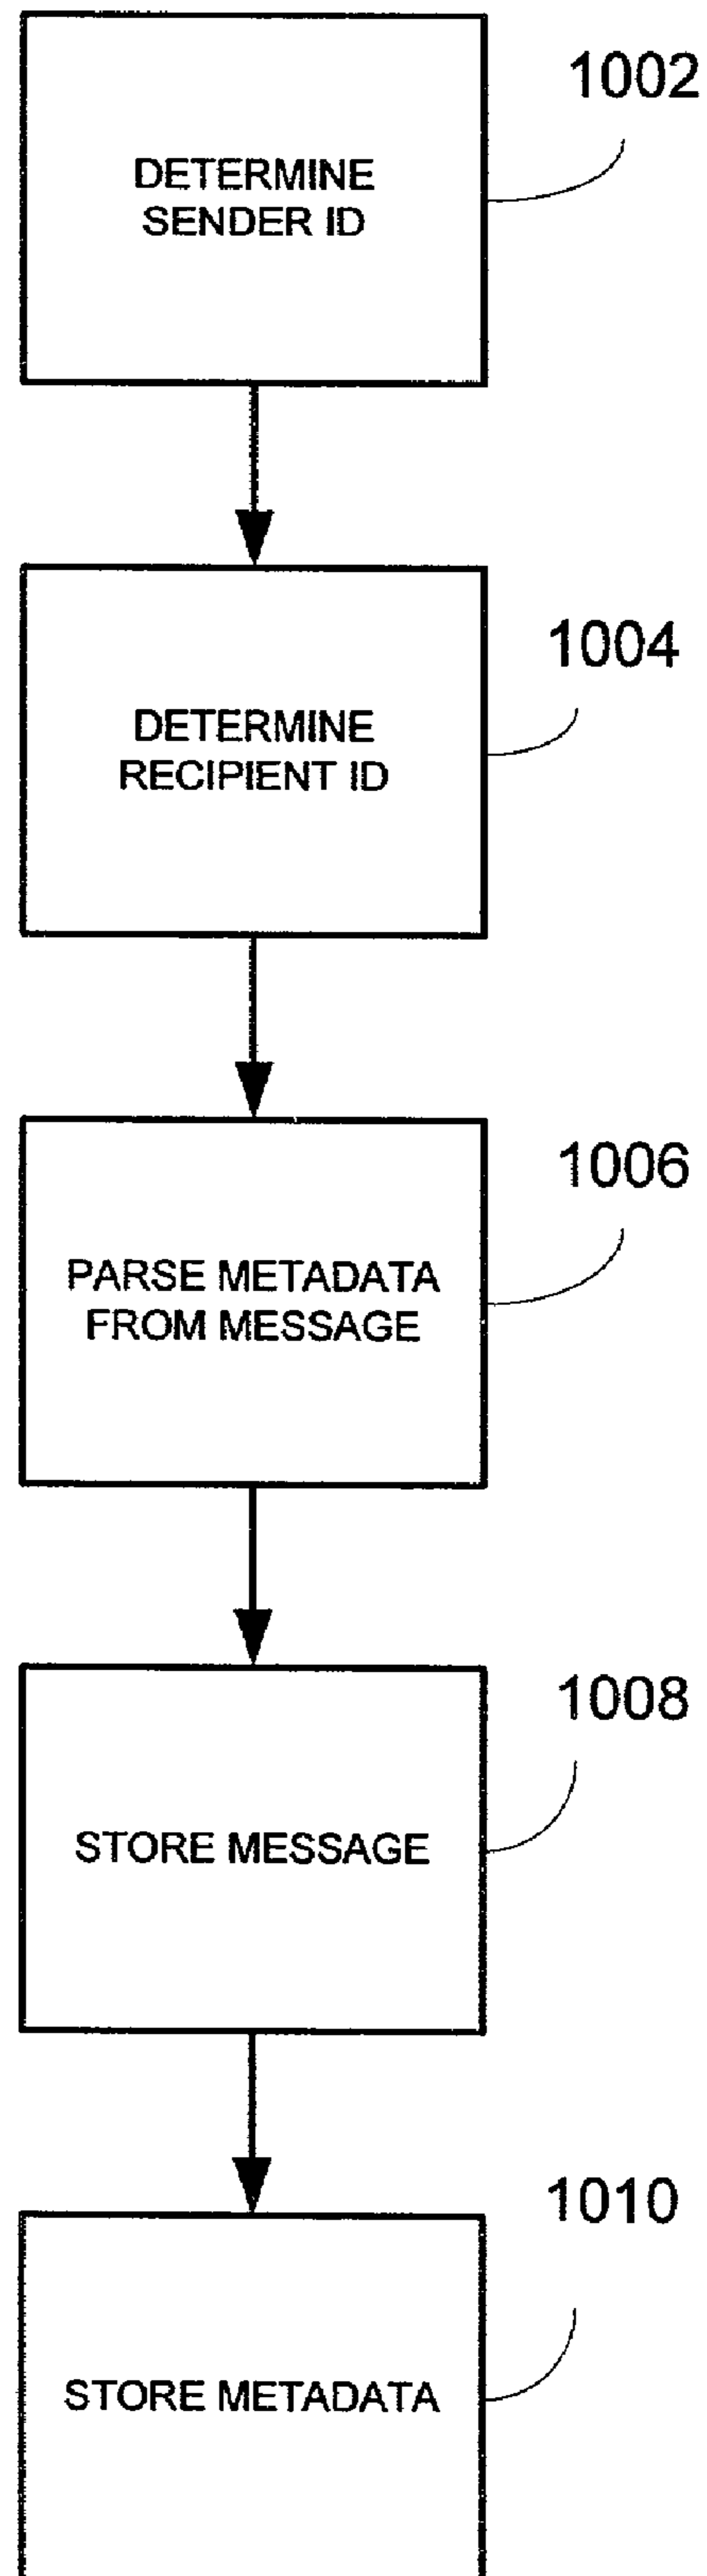 1002
DETERMINE
SENDER ID
1004
DETERMINE
RECIPIENT ID
1006
PARSE METADATA
FROM MESSAGE
1008
STORE MESSAGE
1010
STORE METADATA